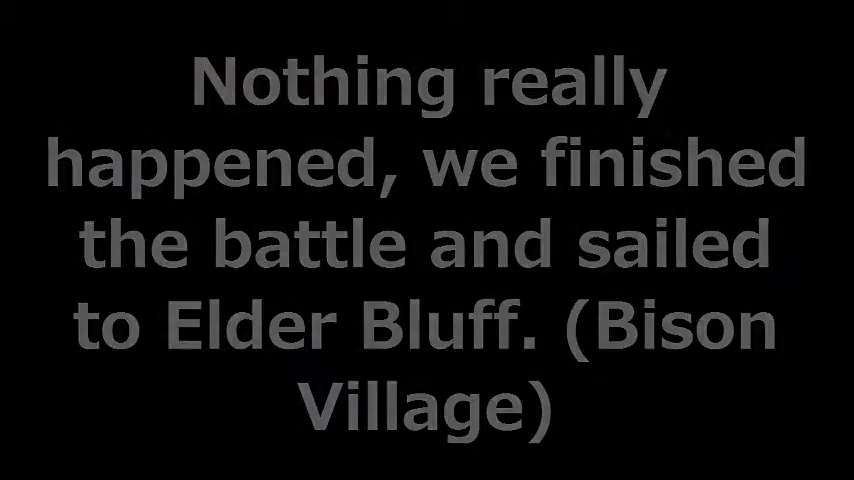 Nothing really
happened, we finished
the battle and sailed
to Elder Bluff. (Bison
Village)